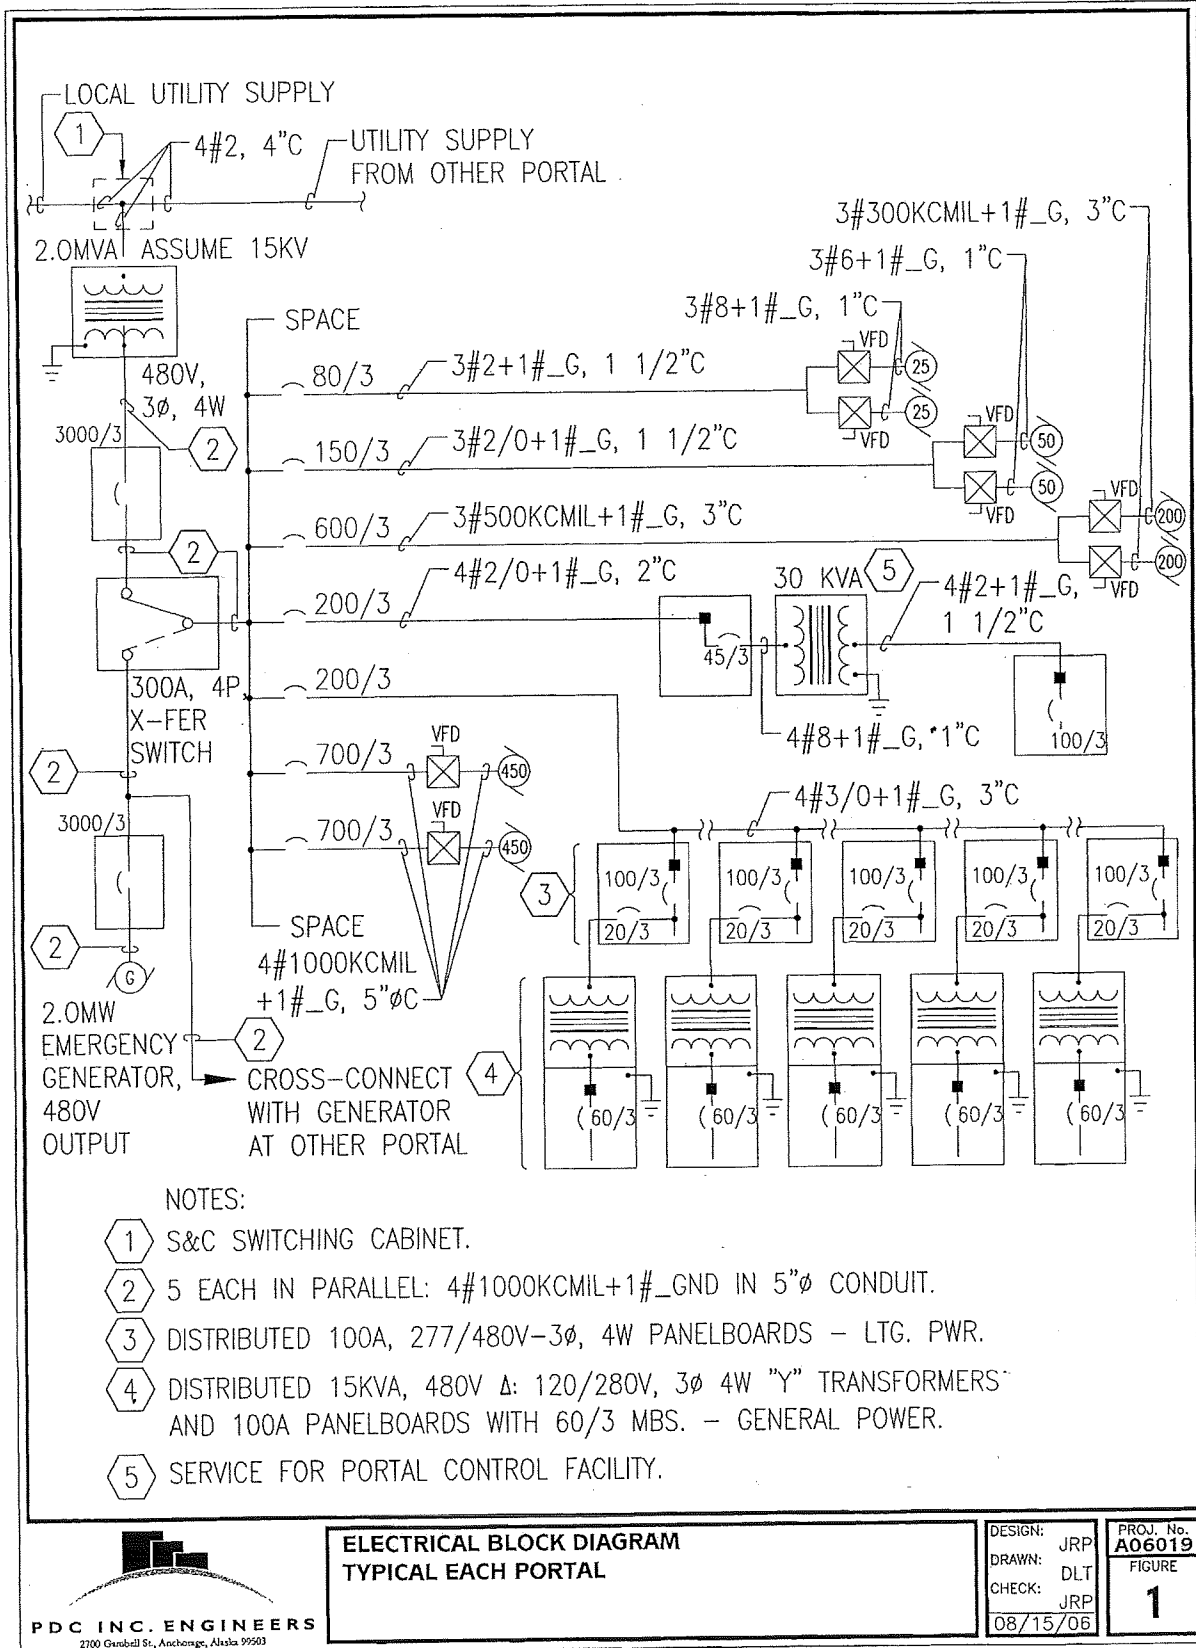 LOCAL UTILITY SUPPLY
1
4#2, 4"C
UTILITY SUPPLY
FROM OTHER PORTAL
2.0MVA ASSUME 15KV
480V,
3ø, 4W
3000/3
2
2
300A, 4P
X-FER
SWITCH
2
3000/3
2
G
2.0MW
EMERGENCY
GENERATOR,
480V
OUTPUT
2
CROSS-CONNECT
WITH GENERATOR
AT OTHER PORTAL
SPACE
80/3
3#2+1#_G, 1 1/2"C
3#8+1#_G, 1"C
VFD
25
25
VFD
150/3
3#2/0+1#_G, 1 1/2"C
3#6+1#_G, 1"C
VFD
50
50
VFD
600/3
3#500KCMIL+1#_G, 3"C
3#300KCMIL+1#_G, 3"C
VFD
200
200
VFD
200/3
4#2/0+1#_G, 2"C
45/3
30 KVA
5
4#8+1#_G, 1"C
4#2+1#_G,
1 1/2"C
100/3
200/3
4#3/0+1#_G, 3"C
700/3
VFD
450
700/3
VFD
450
SPACE
4#1000KCMIL
+1#_G, 5"øC
3
100/3
100/3
100/3
100/3
100/3
20/3
20/3
20/3
20/3
20/3
4
60/3
60/3
60/3
60/3
60/3
NOTES:
1 S&C SWITCHING CABINET.
2 5 EACH IN PARALLEL: 4#1000KCMIL+1#_GND IN 5"ø CONDUIT.
3 DISTRIBUTED 100A, 277/480V-3ø, 4W PANELBOARDS – LTG. PWR.
4 DISTRIBUTED 15KVA, 480V Δ: 120/280V, 3ø 4W "Y" TRANSFORMERS
AND 100A PANELBOARDS WITH 60/3 MBS. – GENERAL POWER.
5 SERVICE FOR PORTAL CONTROL FACILITY.
PDC INC. ENGINEERS
2700 Gambell St., Anchorage, Alaska 99503
ELECTRICAL BLOCK DIAGRAM
TYPICAL EACH PORTAL
DESIGN: JRP
DRAWN: DLT
CHECK: JRP
08/15/06
PROJ. No.
A06019
FIGURE
1